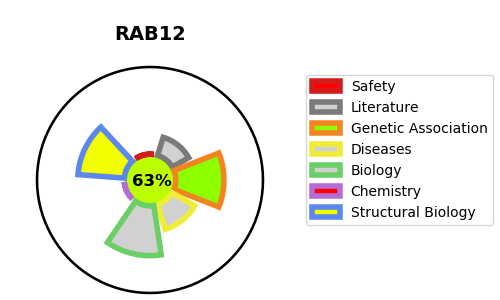 RAB12
63%
Safety
Literature
Genetic Association
Diseases
Biology
Chemistry
Structural Biology